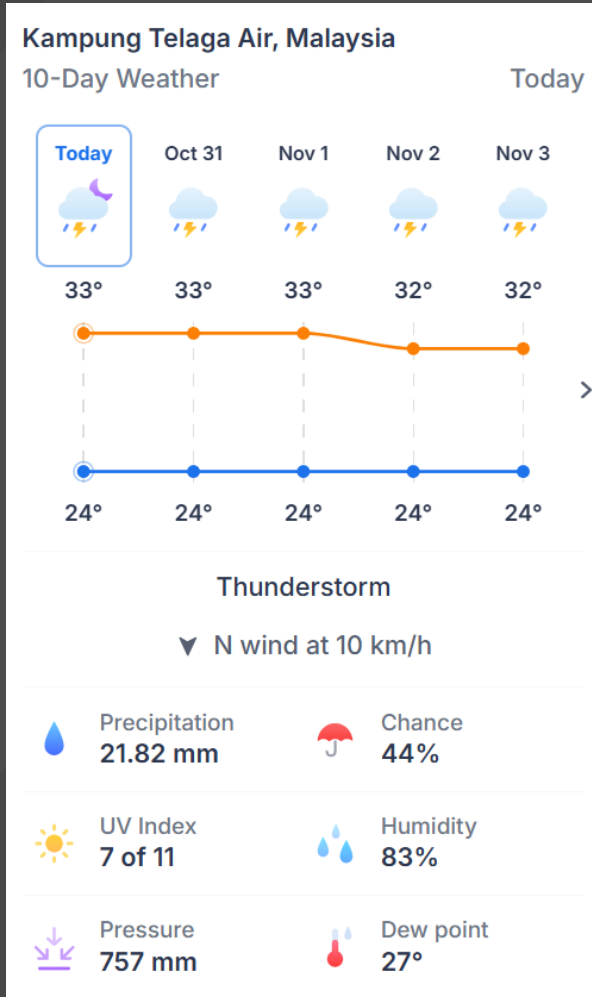 Kampung Telaga Air, Malaysia
10-Day Weather Today
Today Oct 31 Nov 1 Nov 2 Nov 3
33° 33° 33° 32° 32°
24° 24° 24° 24° 24°
Thunderstorm
N wind at 10 km/h
Precipitation Chance
21.82 mm 44%
UV Index Humidity
7 of 11 83%
Pressure Dew point
757 mm 27°